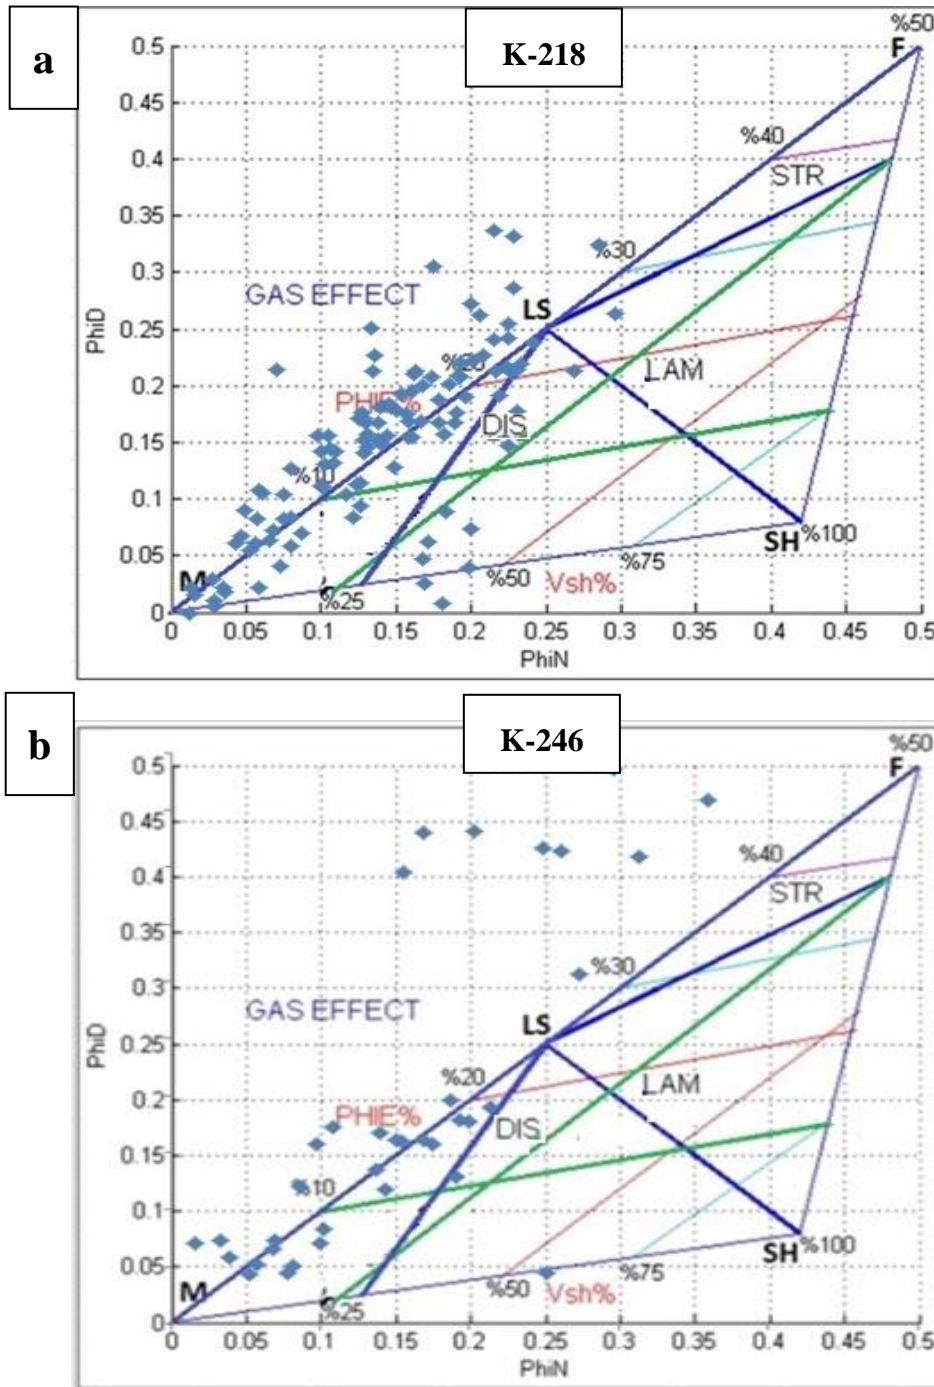 a
K-218
%50
F
0.5
0.45
%40
0.4
STR
0.35
%30
0.3
GAS EFFECT
LS
0.25
PhiD
%20
0.2
LAM
PHIE%
DIS
0.15
%10
0.1
SH
%100
0.05
M
%75
%50
Vsh%
%25
0
0 0.05 0.1 0.15 0.2 0.25 0.3 0.35 0.4 0.45 0.5
PhiN
b
K-246
%50
F
0.5
0.45
%40
0.4
STR
0.35
%30
0.3
GAS EFFECT
LS
0.25
PhiD
%20
0.2
LAM
PHIE%
DIS
0.15
%10
0.1
SH
%100
0.05
M
%75
%50
Vsh%
%25
0
0 0.05 0.1 0.15 0.2 0.25 0.3 0.35 0.4 0.45 0.5
PhiN